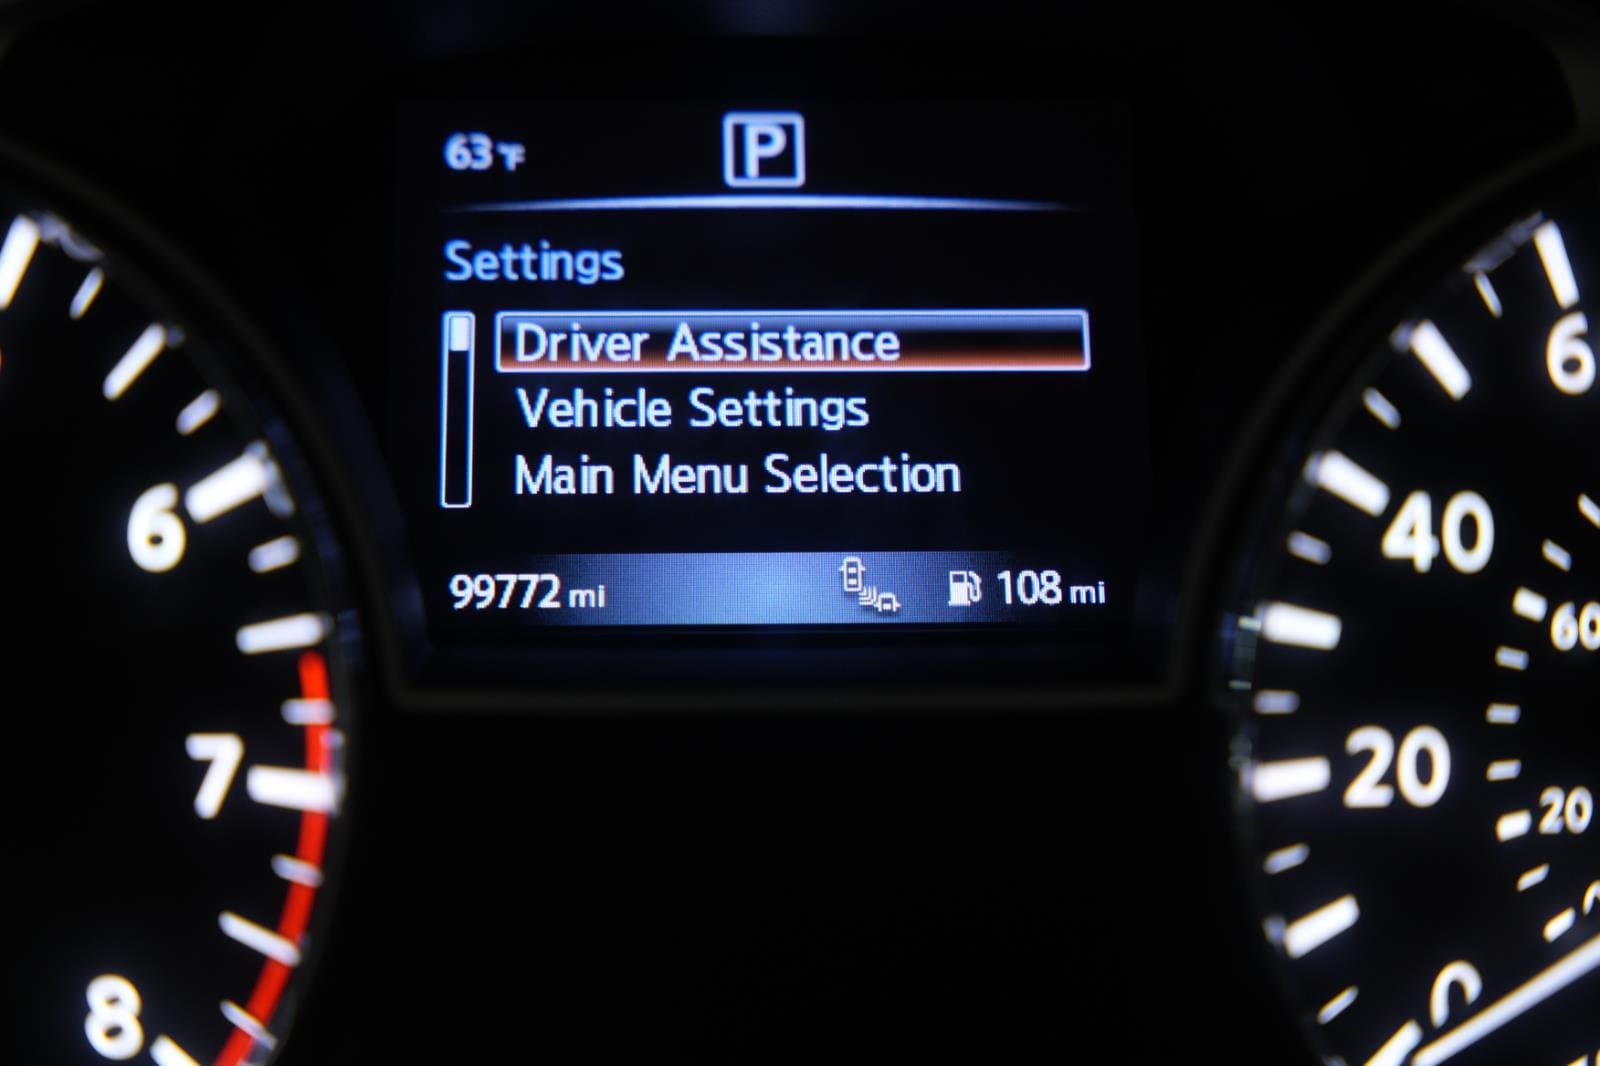 63 °F
P
Settings
Driver Assistance
Vehicle Settings
Main Menu Selection
99772 mi
108 mi
6
7
8
40
20
0
60
20